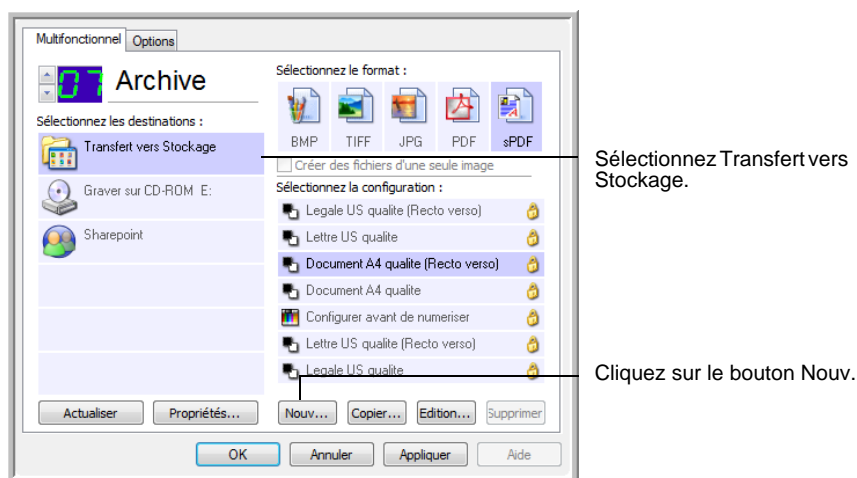 Multifonctionnel
Options
07 Archive
Sélectionnez les destinations :
Transfert vers Stockage
Graver sur CD-ROM E:
Sharepoint
Actualiser
Propriétés...
Sélectionnez le format :
BMP
TIFF
JPG
PDF
sPDF
Créer des fichiers d'une seule image
Sélectionnez la configuration :
Legale US qualite (Recto verso)
Lettre US qualite
Document A4 qualite (Recto verso)
Document A4 qualite
Configurer avant de numeriser
Lettre US qualite (Recto verso)
Legale US qualite
Nouv...
Copier...
Edition...
Supprimer
OK
Annuler
Appliquer
Aide
Sélectionnez Transfert vers
Stockage.
Cliquez sur le bouton Nouv.